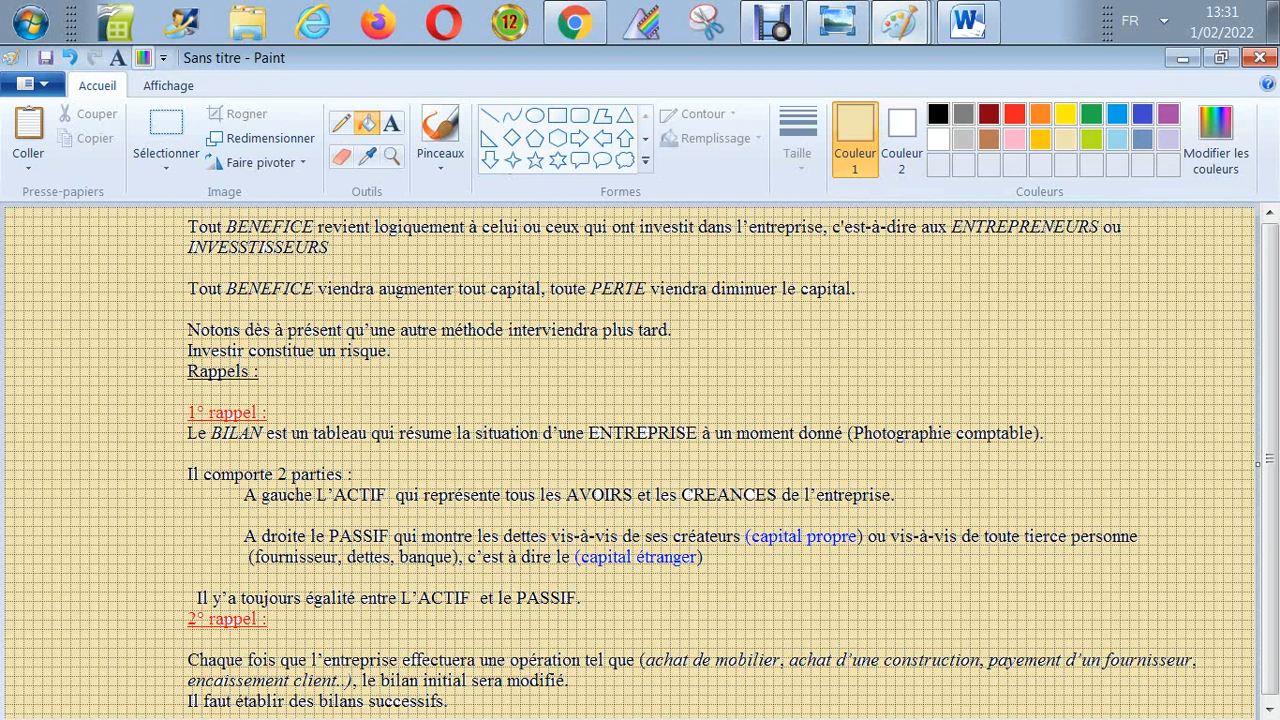 12
FR
13:31
1/02/2022
Sans titre - Paint
Accueil
Affichage
Coller
Couper
Copier
Presse-papiers
Sélectionner
Rogner
Redimensionner
Faire pivoter
Image
A
Outils
Pinceaux
Contour
Remplissage
Formes
Taille
Couleur
1
Couleur
2
Modifier les
couleurs
Couleurs
Tout BENEFICE revient logiquement à celui ou ceux qui ont investit dans l’entreprise, c'est-à-dire aux ENTREPRENEURS ou
INVESSTISSEURS
Tout BENEFICE viendra augmenter tout capital, toute PERTE viendra diminuer le capital.
Notons dès à présent qu’une autre méthode interviendra plus tard.
Investir constitue un risque.
Rappels :
1° rappel :
Le BILAN est un tableau qui résume la situation d’une ENTREPRISE à un moment donné (Photographie comptable).
Il comporte 2 parties :
A gauche L’ACTIF qui représente tous les AVOIRS et les CREANCES de l’entreprise.
A droite le PASSIF qui montre les dettes vis-à-vis de ses créateurs (capital propre) ou vis-à-vis de toute tierce personne
(fournisseur, dettes, banque), c’est à dire le (capital étranger)
Il y’a toujours égalité entre L’ACTIF et le PASSIF.
2° rappel :
Chaque fois que l’entreprise effectuera une opération tel que (achat de mobilier, achat d’une construction, payement d’un fournisseur,
encaissement client..), le bilan initial sera modifié.
Il faut établir des bilans successifs.